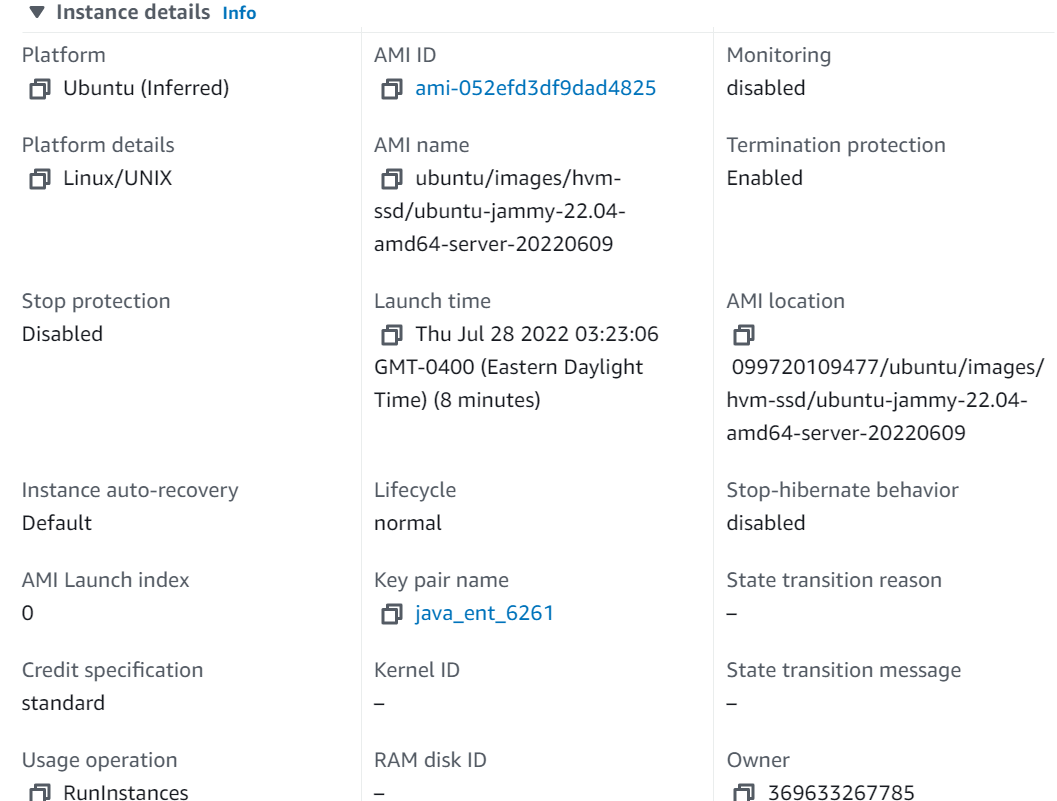 Instance details Info
Platform
Ubuntu (Inferred)
AMI ID
ami-052efd3df9dad4825
Monitoring
disabled
Platform details
Linux/UNIX
AMI name
ubuntu/images/hvm-
ssd/ubuntu-jammy-22.04-
amd64-server-20220609
Termination protection
Enabled
Stop protection
Disabled
Launch time
Thu Jul 28 2022 03:23:06
GMT-0400 (Eastern Daylight
Time) (8 minutes)
AMI location
099720109477/ubuntu/images/
hvm-ssd/ubuntu-jammy-22.04-
amd64-server-20220609
Instance auto-recovery
Default
Lifecycle
normal
Stop-hibernate behavior
disabled
AMI Launch index
0
Key pair name
java_ent_6261
State transition reason
–
Credit specification
standard
Kernel ID
–
State transition message
–
Usage operation
RunInstances
RAM disk ID
–
Owner
369633267785